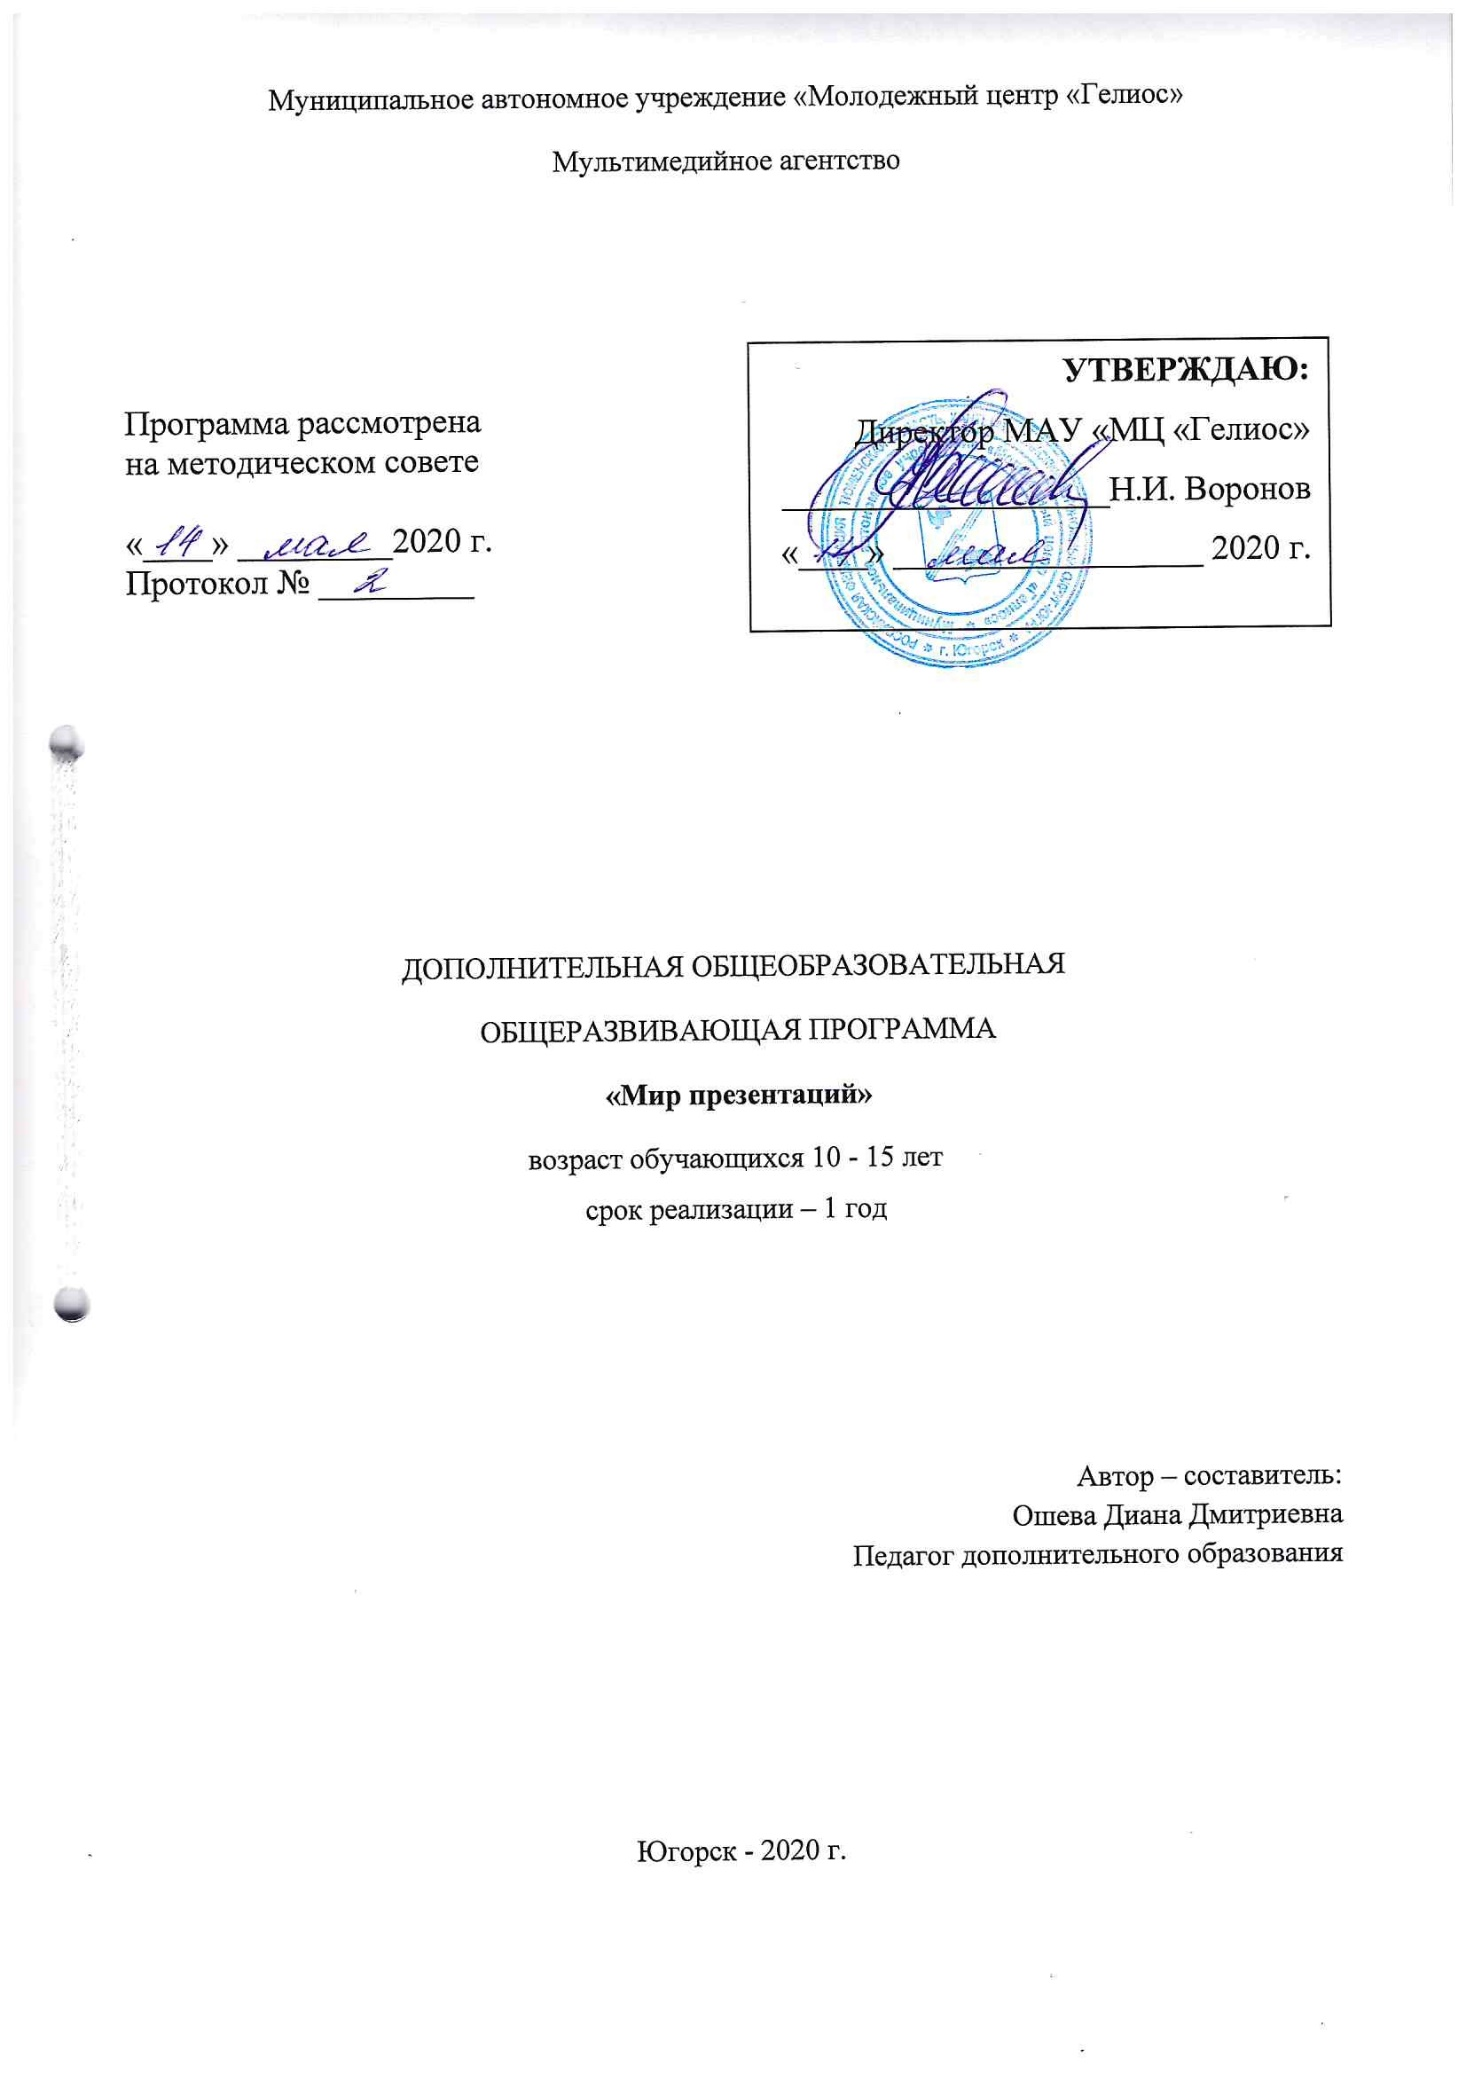 Муниципальное автономное учреждение «Молодежный центр «Гелиос»
Мультимедийное агентство
Программа рассмотрена
на методическом совете
«14» мая 2020 г.
Протокол № 2
УТВЕРЖДАЮ:
Директор МАУ «МЦ «Гелиос»
Н.И. Воронов
«14» мая 2020 г.
г. Югорск
ДОПОЛНИТЕЛЬНАЯ ОБЩЕОБРАЗОВАТЕЛЬНАЯ
ОБЩЕРАЗВИВАЮЩАЯ ПРОГРАММА
«Мир презентаций»
возраст обучающихся 10 - 15 лет
срок реализации – 1 год
Автор – составитель:
Ошева Диана Дмитриевна
Педагог дополнительного образования
Югорск - 2020 г.